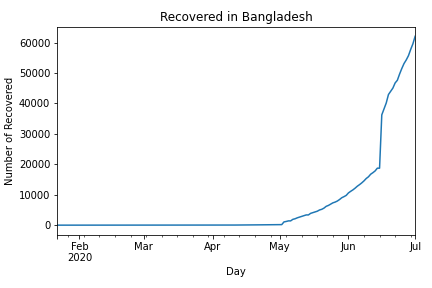 Recovered in Bangladesh
Number of Recovered
60000
50000
40000
30000
20000
10000
0
Feb Mar Apr May Jun Jul
2020
Day